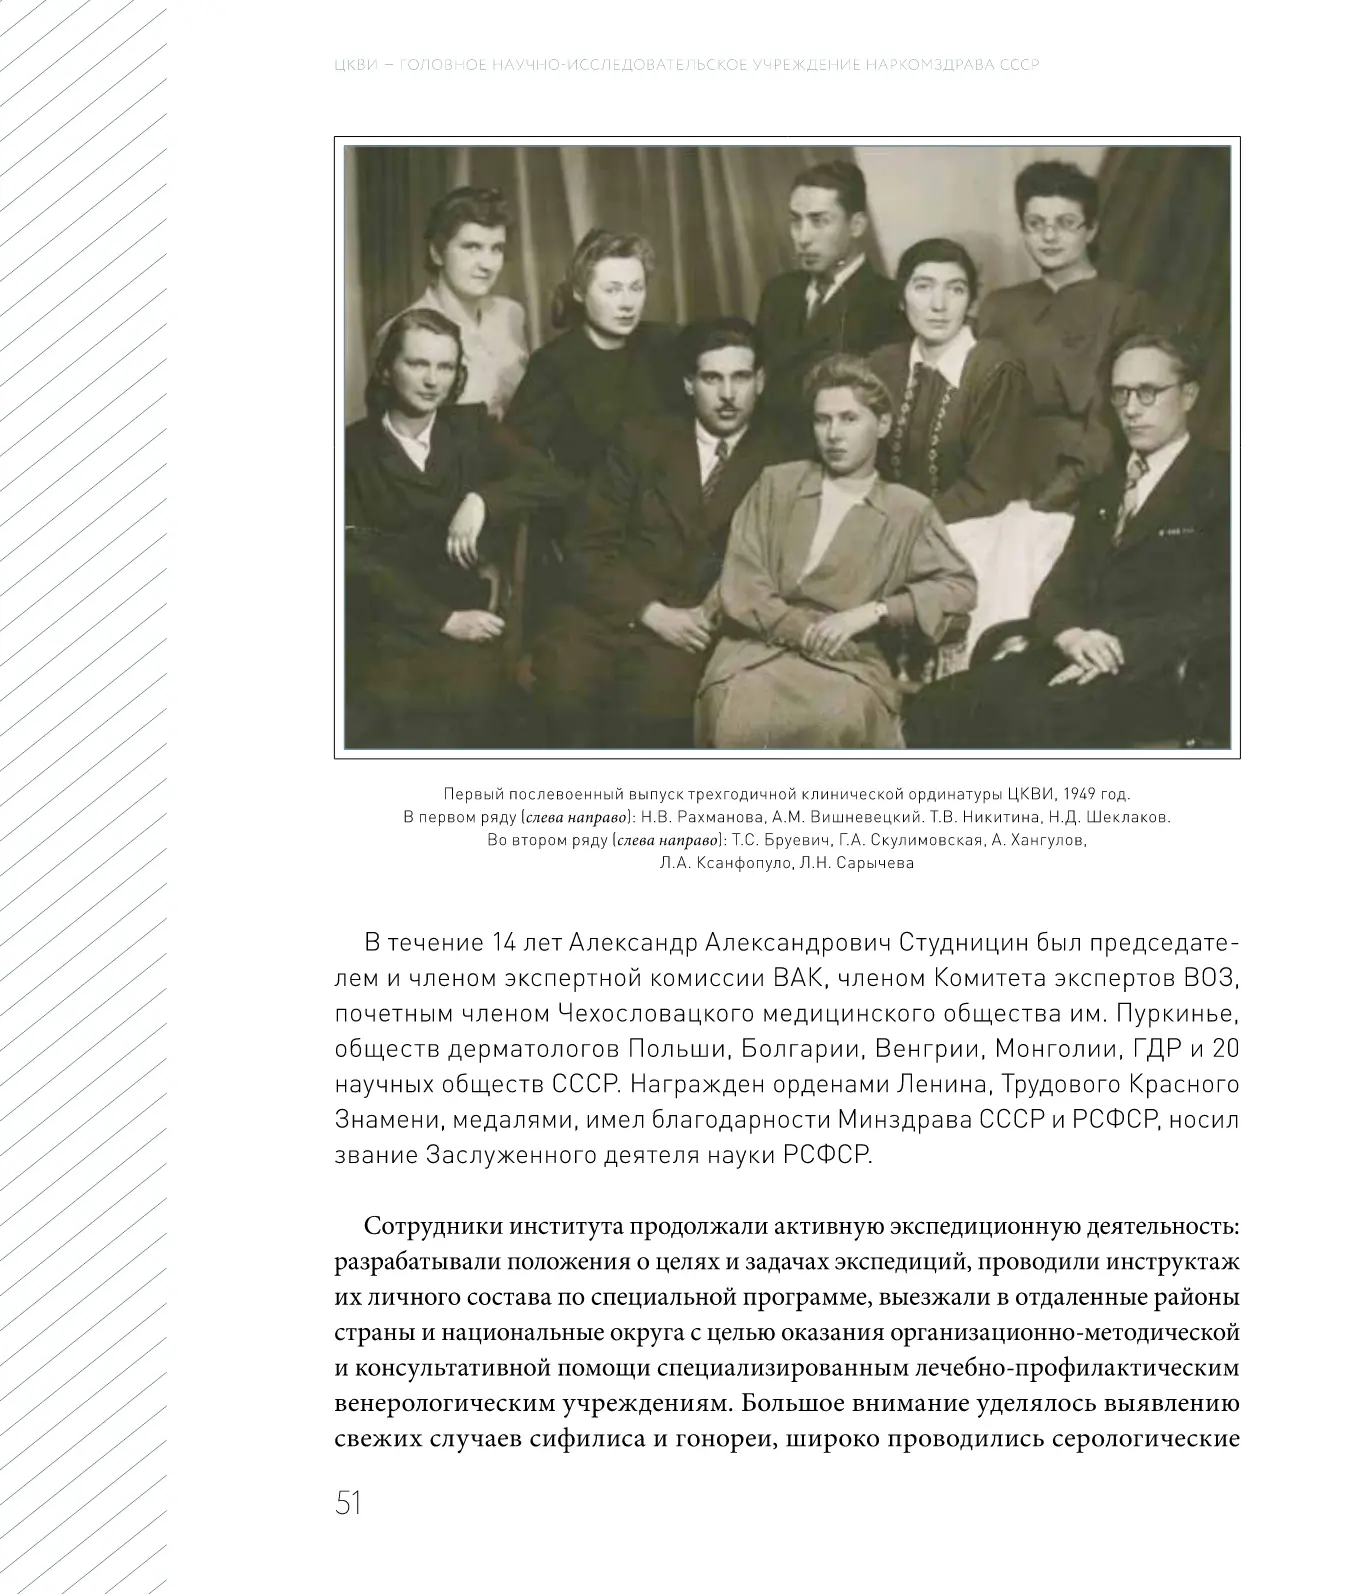 ЦКВИ – ГОЛОВНОЕ НАУЧНО-ИССЛЕДОВАТЕЛЬСКОЕ УЧРЕЖДЕНИЕ НАРКОМЗДРАВА СССР
Первый послевоенный выпуск трехгодичной клинической ординатуры ЦКВИ, 1949 год.
В первом ряду (слева направо): Н.В. Рахманова, А.М. Вишневецкий. Т.В. Никитина, Н.Д. Шеклаков.
Во втором ряду (слева направо): Т.С. Бруевич, Г.А. Скулимовская, А. Хангулов,
Л.А. Ксанфопуло, Л.Н. Сарычева
В течение 14 лет Александр Александрович Студницин был председате-
лем и членом экспертной комиссии ВАК, членом Комитета экспертов ВОЗ,
почетным членом Чехословацкого медицинского общества им. Пуркинье,
обществ дерматологов Польши, Болгарии, Венгрии, Монголии, ГДР и 20
научных обществ СССР. Награжден орденами Ленина, Трудового Красного
Знамени, медалями, имел благодарности Минздрава СССР и РСФСР, носил
звание Заслуженного деятеля науки РСФСР.
Сотрудники института продолжали активную экспедиционную деятельность:
разрабатывали положения о целях и задачах экспедиций, проводили инструктаж
их личного состава по специальной программе, выезжали в отдаленные районы
страны и национальные округа с целью оказания организационно-методической
и консультативной помощи специализированным лечебно-профилактическим
венерологическим учреждениям. Большое внимание уделялось выявлению
свежих случаев сифилиса и гонореи, широко проводились серологические
51